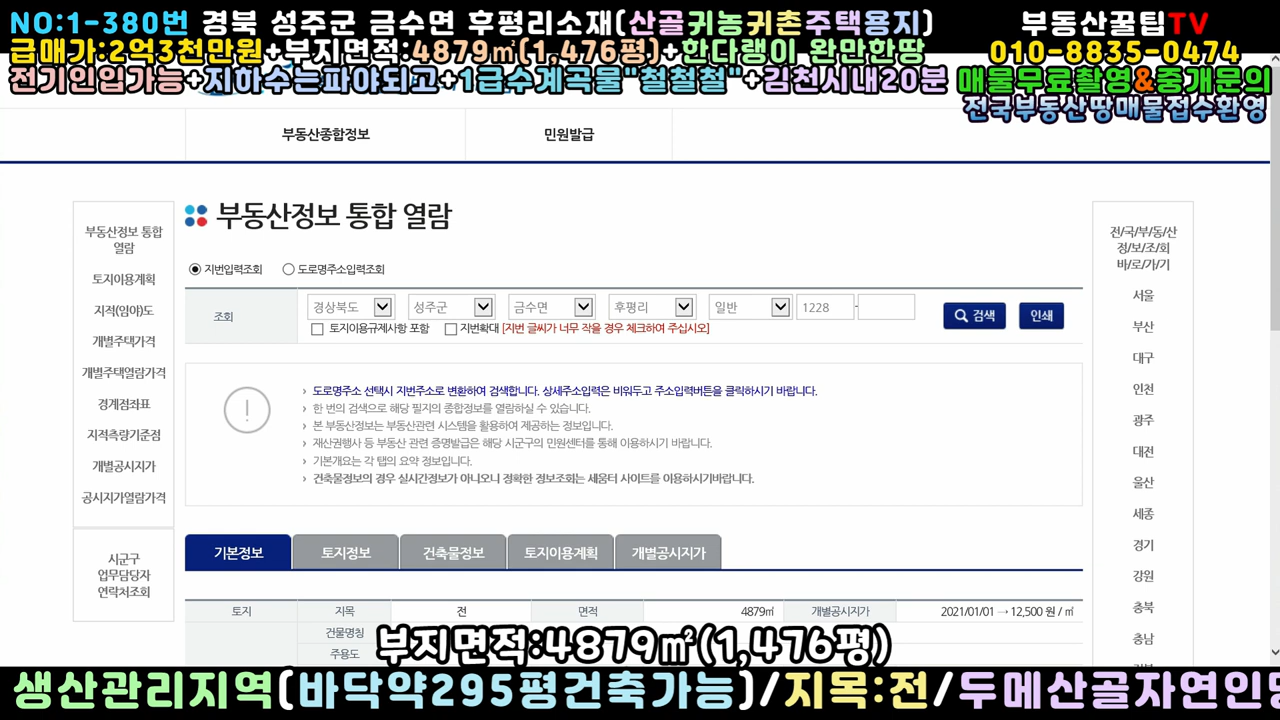 NO:1-380번 경북 성주군 금수면 후평리소재(산골귀농귀촌주택용지)
급매가:2억3천만원+부지면적:4879㎡(1,476평)+한다랭이 완만한땅
전기인입가능+지하수는파야되고+1급수계곡물"철철철"+김천시내20분
부동산꿀팁TV
010-8835-0474
매물무료촬영&중개문의
전국부동산땅매물접수환영
부동산종합정보
민원발급
부동산정보 통합
열람
토지이용계획
지적(임야)도
개별주택가격
개별주택열람가격
경계점좌표
지적측량기준점
개별공시지가
공시지가열람가격
시군구
업무담당자
연락처조회
부동산정보 통합 열람
지번입력조회 도로명주소입력조회
조회 경상북도 성주군 금수면 후평리 일반 1228 - 검색 인쇄
토지이용규제사항 포함 지번확대 [지번 글씨가 너무 작을 경우 체크하여 주십시오]
› 도로명주소 선택시 지번주소로 변환하여 검색합니다. 상세주소입력은 비워두고 주소입력버튼을 클릭하시기 바랍니다.
› 한 번의 검색으로 해당 필지의 종합정보를 열람하실 수 있습니다.
› 본 부동산정보는 부동산관련 시스템을 활용하여 제공하는 정보입니다.
› 재산권행사 등 부동산 관련 증명발급은 해당 시군구의 민원센터를 통해 이용하시기 바랍니다.
› 기본개요는 각 탭의 요약 정보입니다.
› 건축물정보의 경우 실시간정보가 아니오니 정확한 정보조회는 세움터 사이트를 이용하시기바랍니다.
기본정보 토지정보 건축물정보 토지이용계획 개별공시지가
토지 지목 전 면적 4879㎡ 개별공시지가 2021/01/01 → 12,500 원 / ㎡
건물명칭
주용도
전/국/부/동/산
정/보/조/회
바/로/가/기
서울
부산
대구
인천
광주
대전
울산
세종
경기
강원
충북
충남
부지면적:4879㎡(1,476평)
생산관리지역(바닥약295평건축가능)/지목:전/두메산골자연인